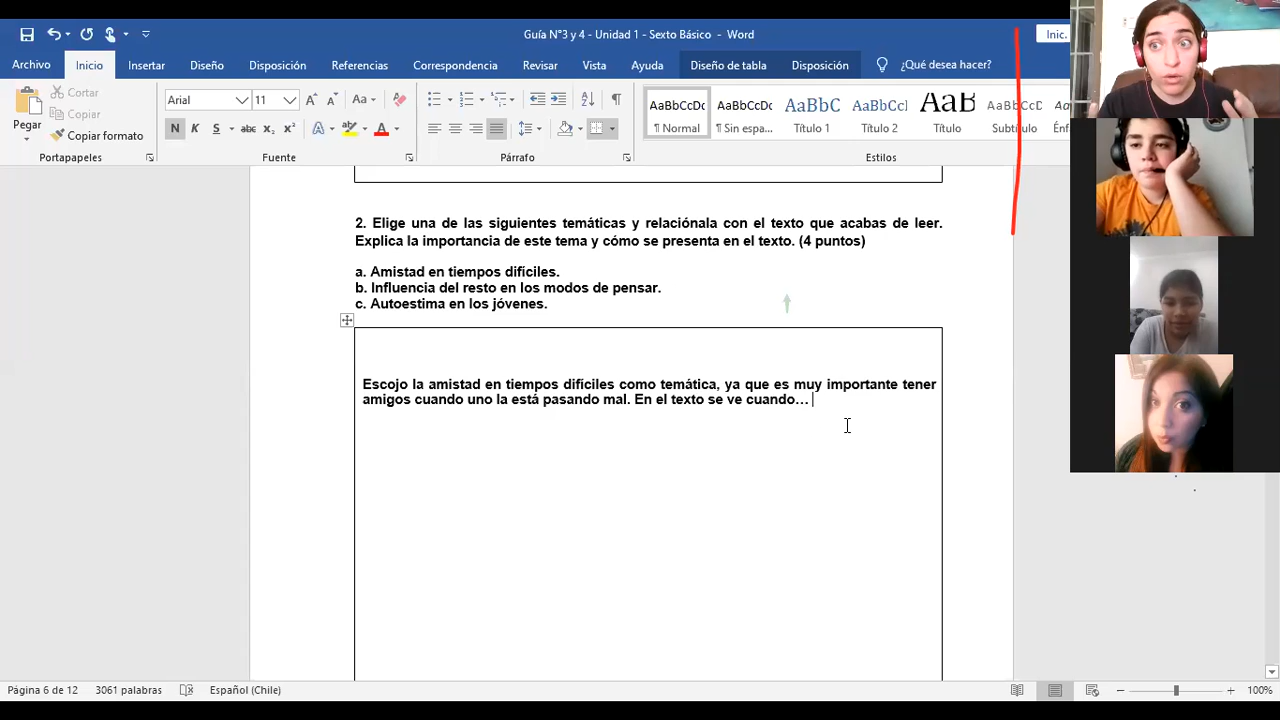 Guía N°3 y 4 - Unidad 1 - Sexto Básico - Word
Inic.
Archivo Inicio Insertar Diseño Disposición Referencias Correspondencia Revisar Vista Ayuda Diseño de tabla Disposición ¿Qué desea hacer?
Pegar
Cortar
Copiar
Copiar formato
Portapapeles
Arial 11
N K S abc x₂ x²
Fuente
Párrafo
AaBbCcDc AaBbCcDc AaBbC AaBbCcI AaB AaBbCcD
¶ Normal ¶ Sin espa... Título 1 Título 2 Título Subtítulo
Estilos
2. Elige una de las siguientes temáticas y relaciónala con el texto que acabas de leer.
Explica la importancia de este tema y cómo se presenta en el texto. (4 puntos)
a. Amistad en tiempos difíciles.
b. Influencia del resto en los modos de pensar.
c. Autoestima en los jóvenes.
Escojo la amistad en tiempos difíciles como temática, ya que es muy importante tener
amigos cuando uno la está pasando mal. En el texto se ve cuando…
Página 6 de 12 3061 palabras Español (Chile) 100%